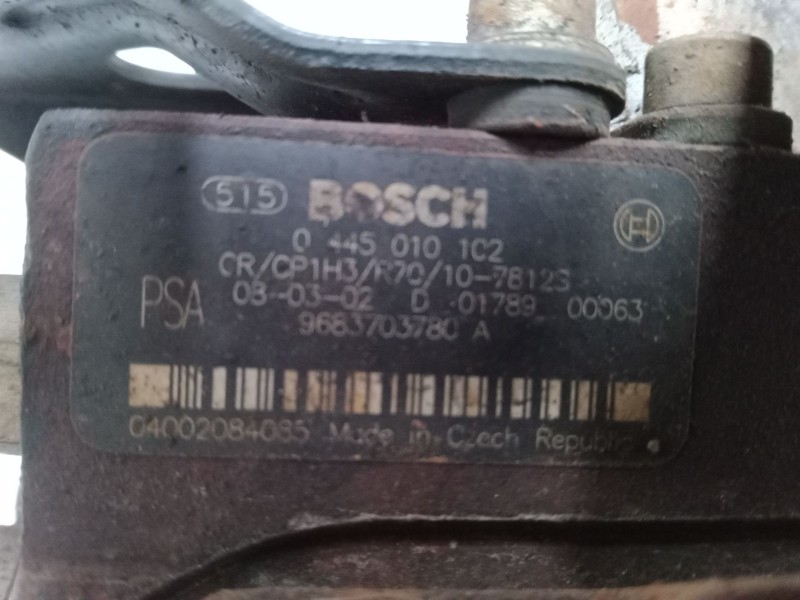 515 BOSCH
0 445 010 102
CR/CP1H3/R70/10-78123
PSA 08-03-02 D 01789 00063
9683703780 A
04002084085 Made in Czech Republic